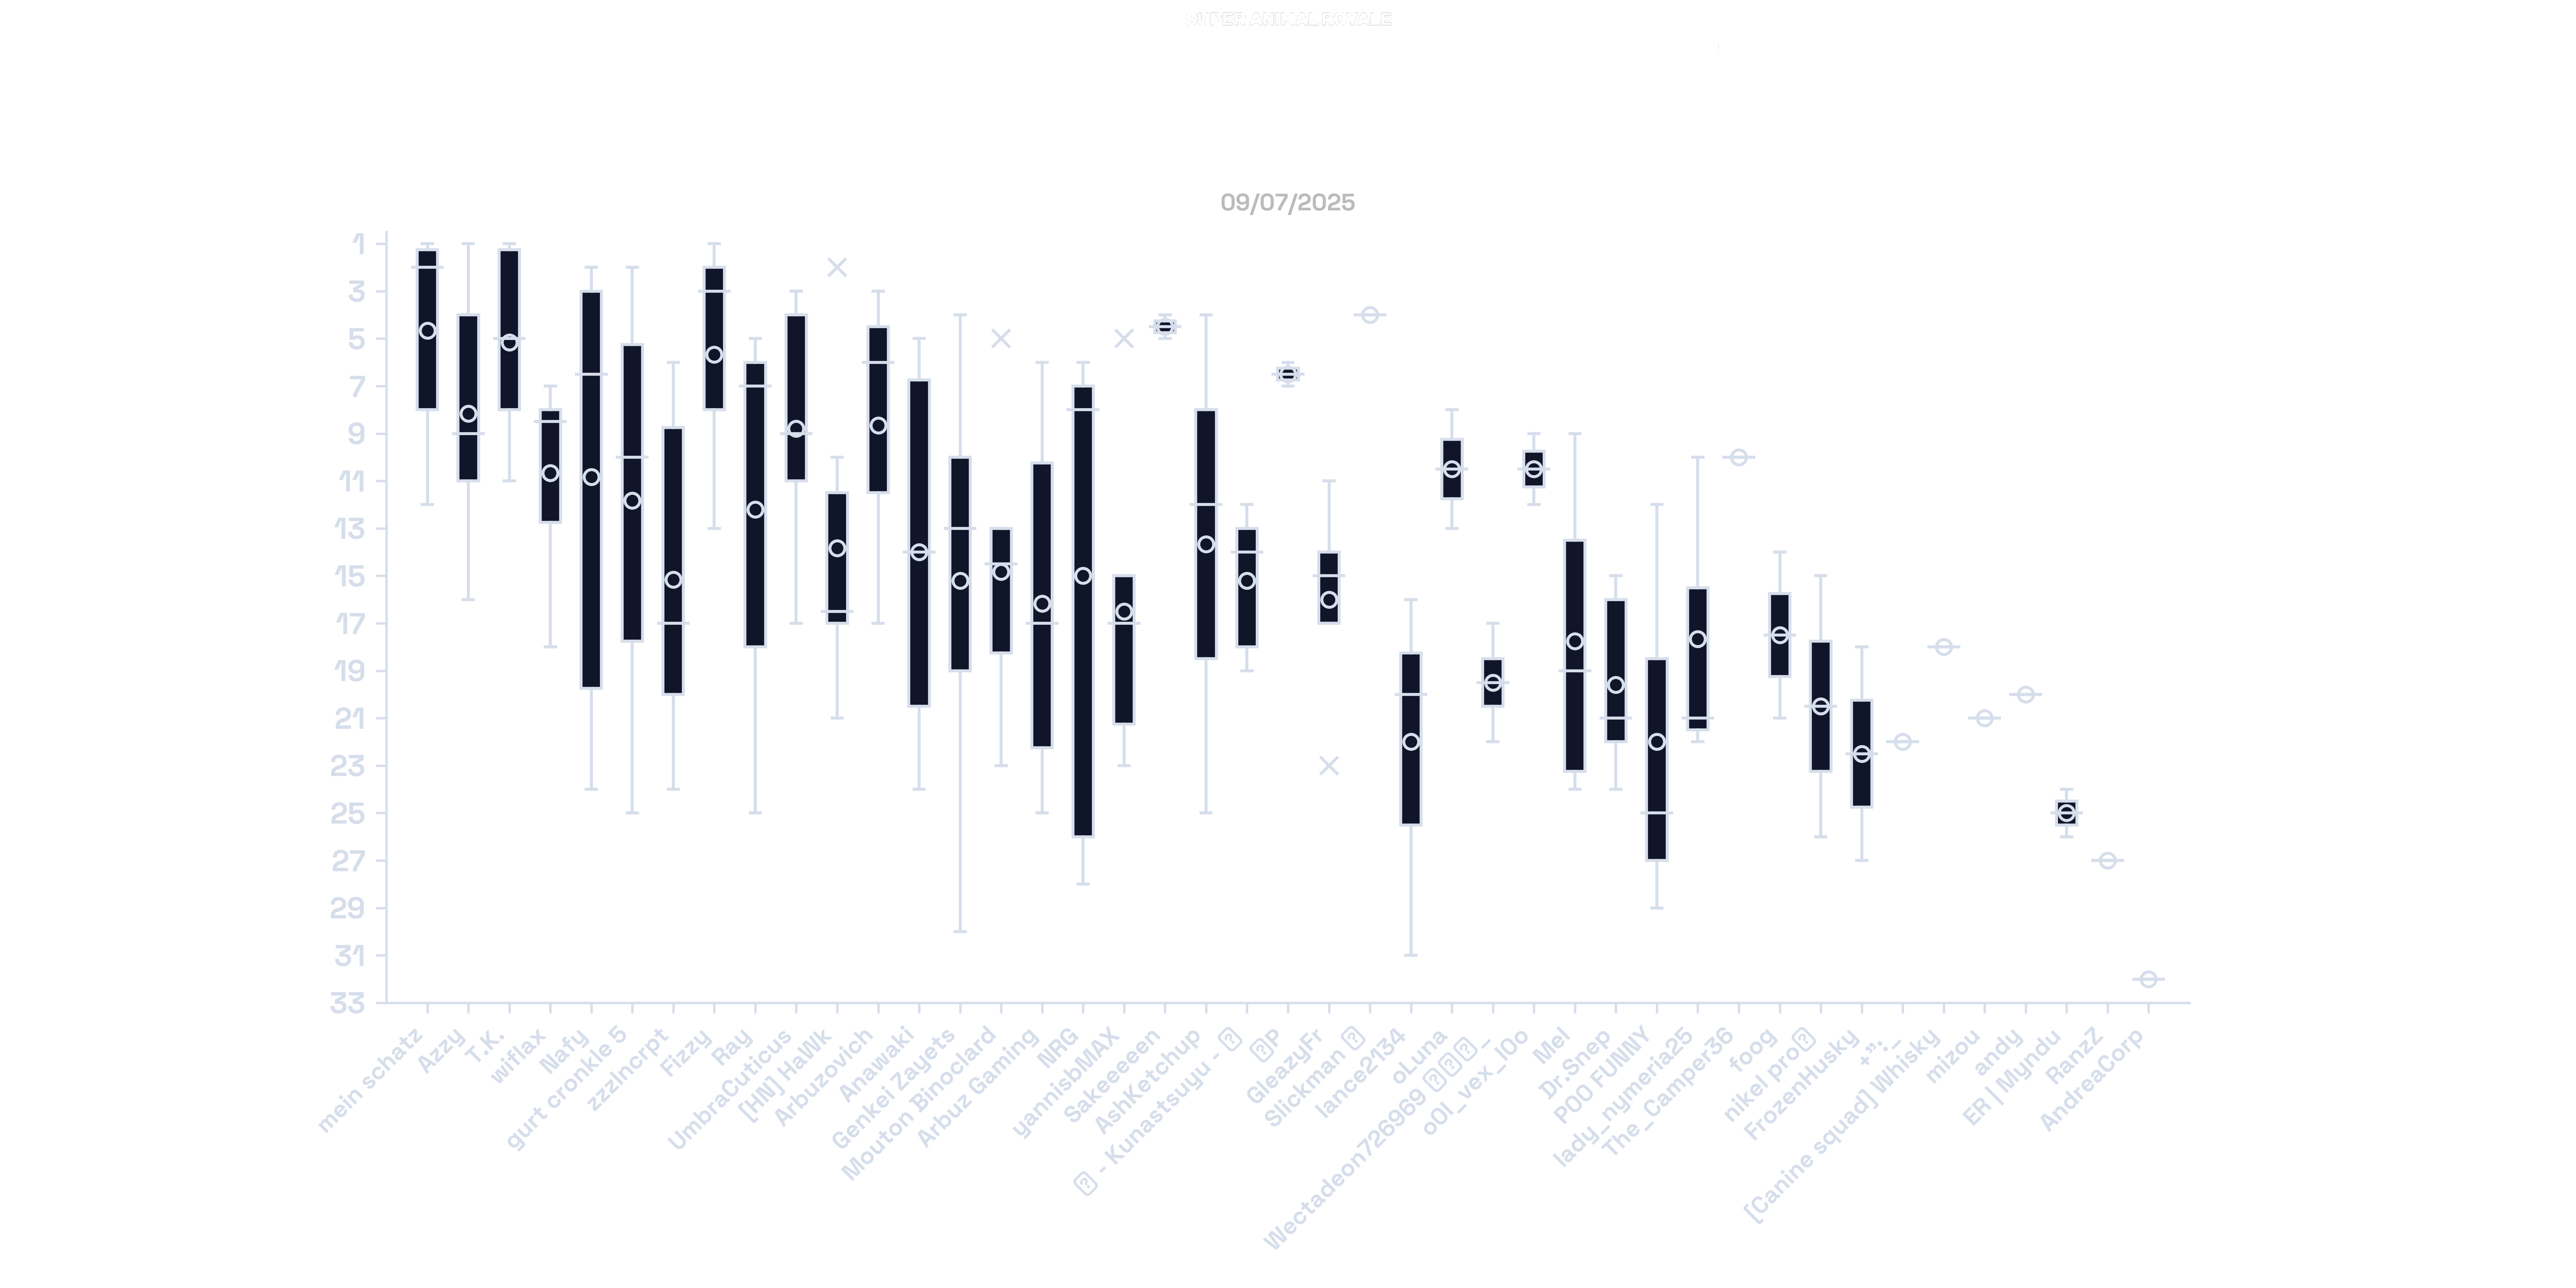 SUPER ANIMAL ROYALE
09/07/2025
1
3
5
7
9
11
13
15
17
19
21
23
25
27
29
31
33
mein schatz
Azzy
T.K.
wiflax
Nafy
gurt cronkle 5
zzzIncrpt
Fizzy
Ray
UmbraCuticus
[HN] HaWk
Arbuzovich
Anawaki
Genkei Zayets
Mouton Binoclard
Arbuz Gaming
NRG
yannisbMAX
Sakeeeeen
AshKetchup
- Kunastsuyu -
P
GleazyFr
Slickman
lance2134
oLuna
Wectadeon726969 _
oOl_vex_lOo
Mel
Dr.Snep
POO FUNNY
lady_nymeria25
The_Camper36
foog
nikel pro
FrozenHusky
[Canine squad] Whisky
mizou
andy
ER | Myndu
RanzZ
AndreaCorp